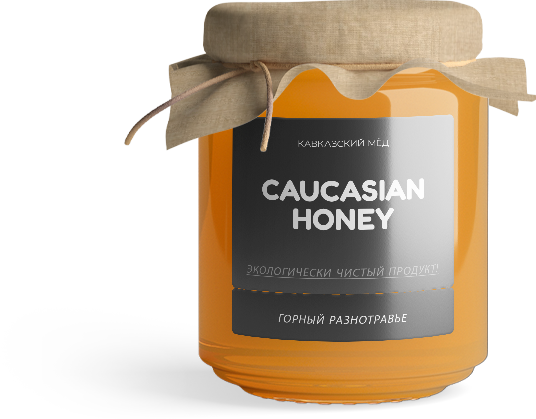 КАВКАЗСКИЙ МЁД
CAUCASIAN
HONEY
ЭКОЛОГИЧЕСКИ ЧИСТЫЙ ПРОДУКТ!
ГОРНЫЙ РАЗНОТРАВЬЕ